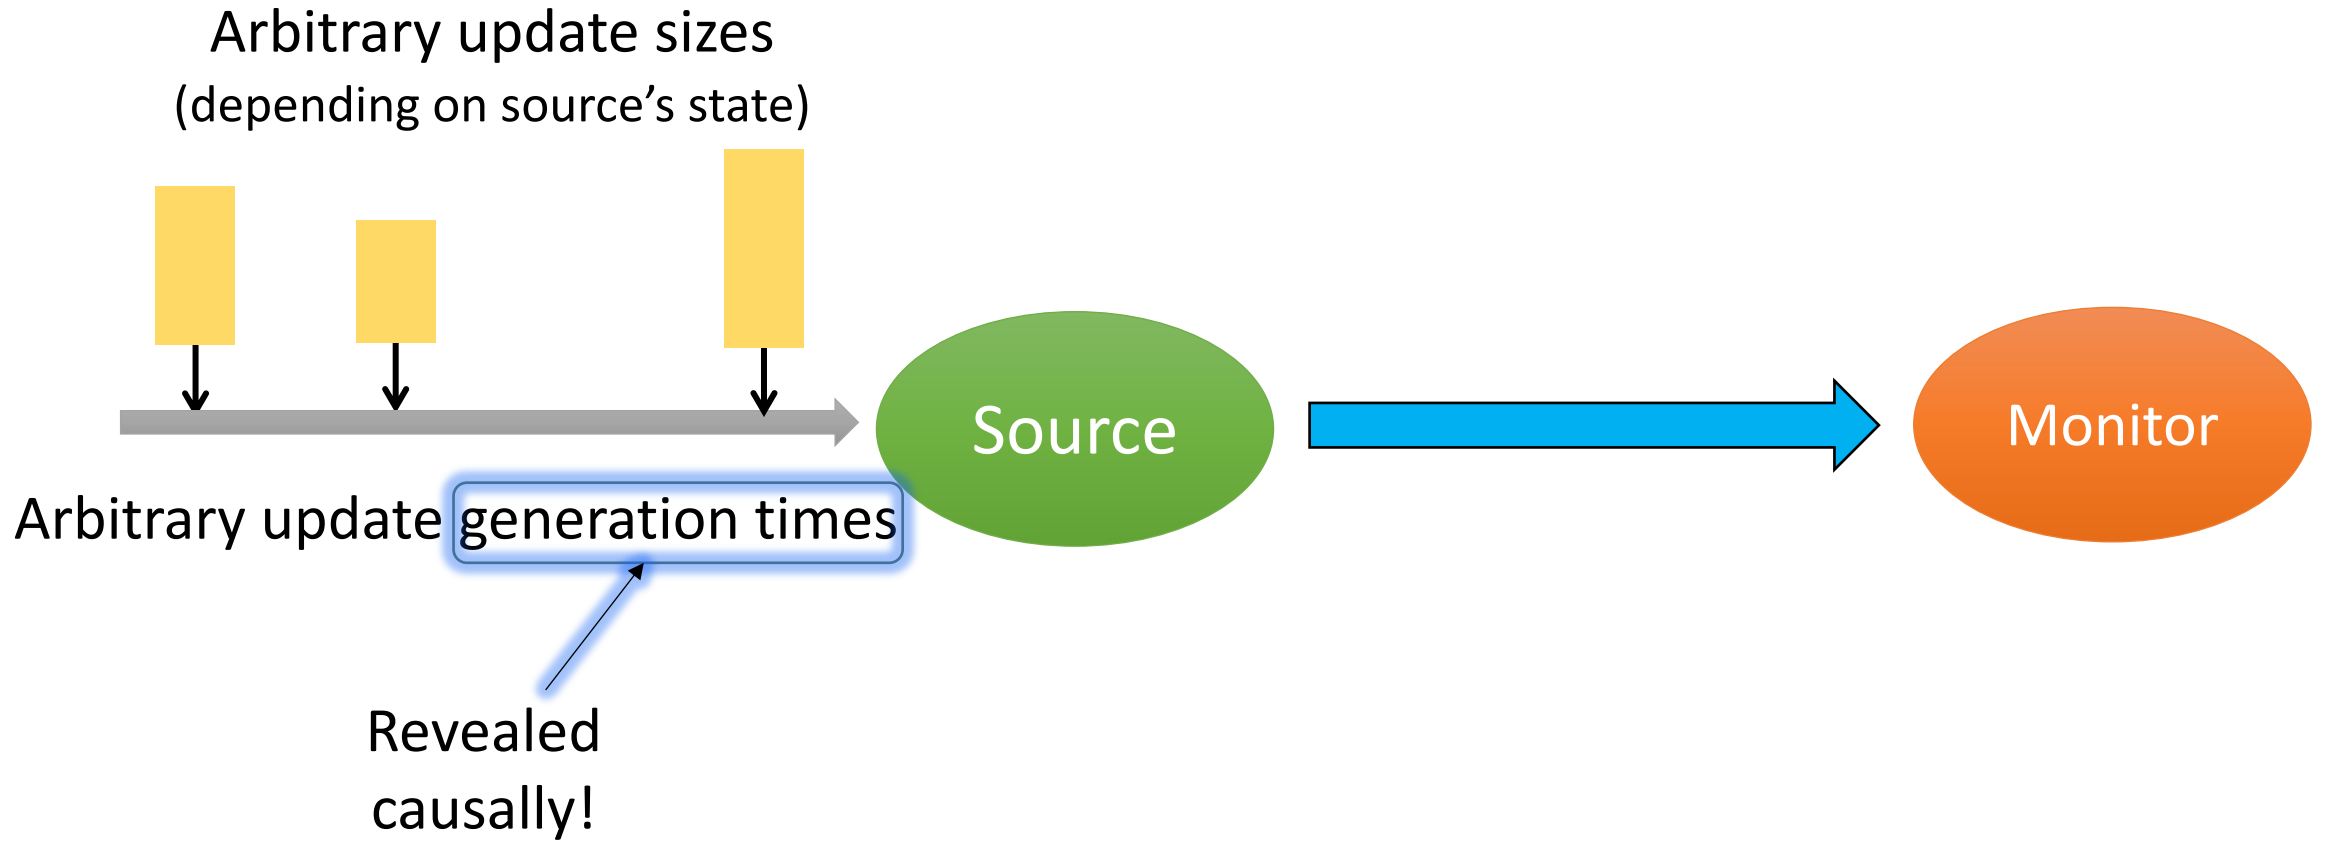 Arbitrary update sizes
(depending on source’s state)
Source
Monitor
Arbitrary update generation times
Revealed
causally!